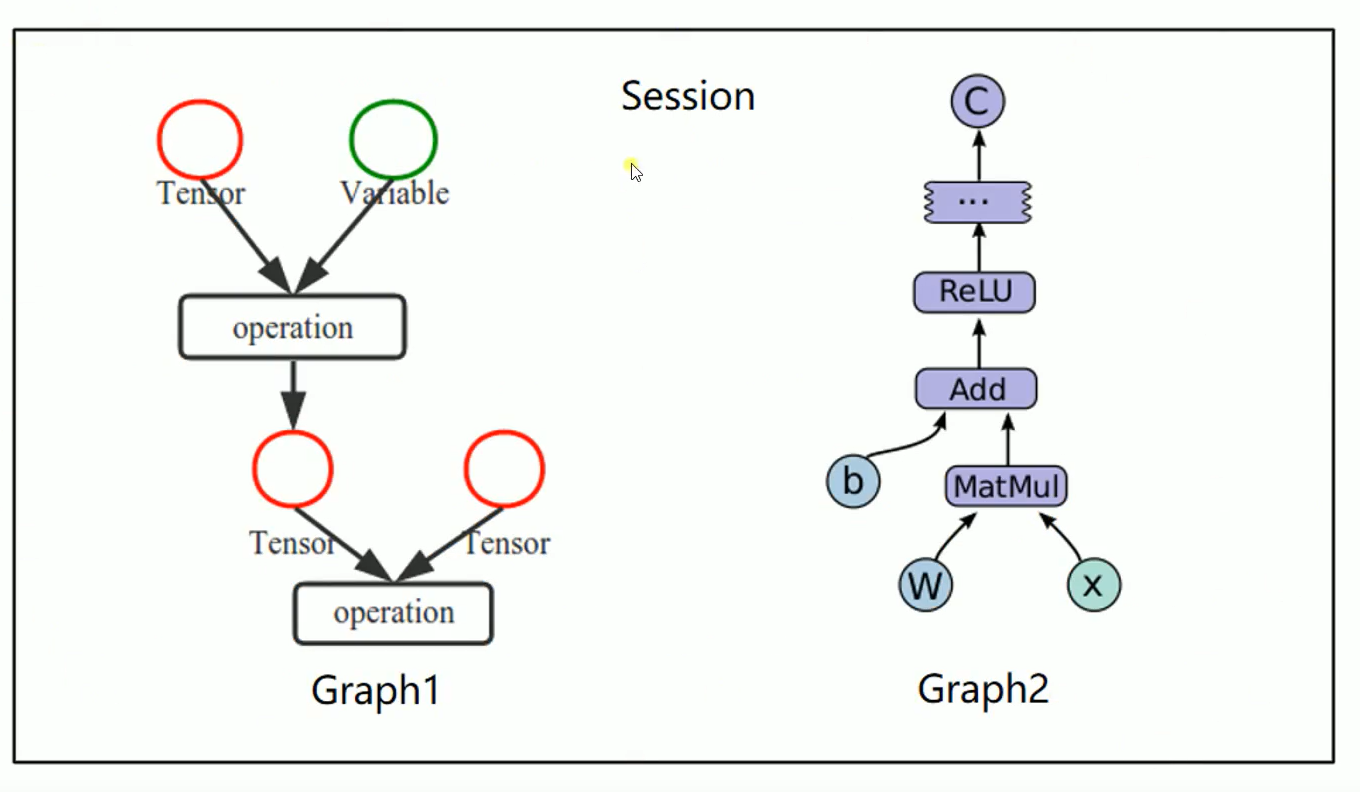 Session
Tensor
Variable
operation
Tensor
Tensor
operation
Graph1
C
...
ReLU
Add
b
MatMul
W
x
Graph2